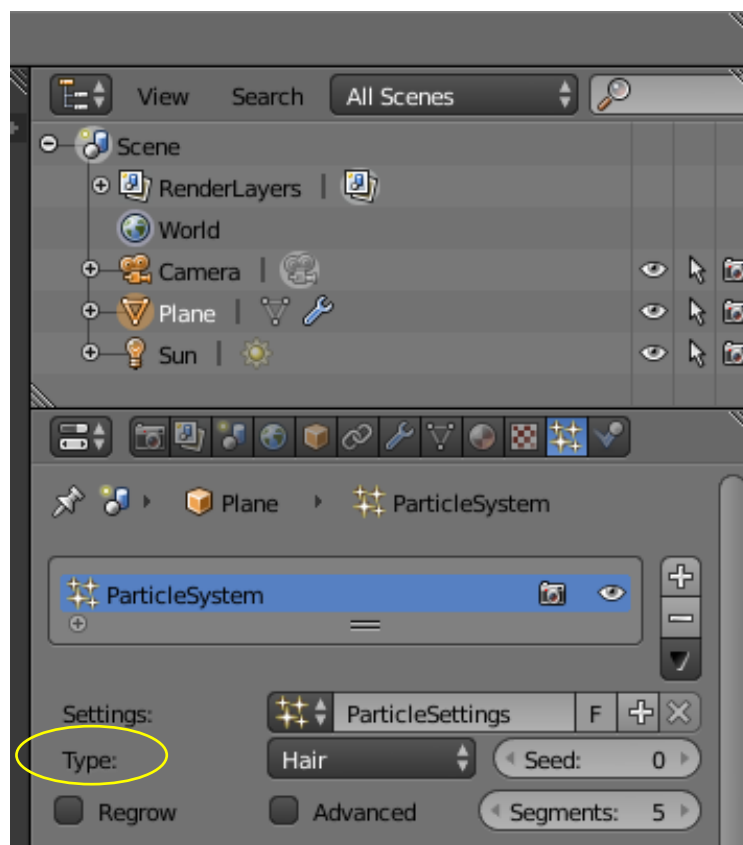 View Search All Scenes
Scene
RenderLayers
World
Camera
Plane
Sun
Plane ParticleSystem
ParticleSystem
Settings: ParticleSettings F
Type: Hair Seed: 0
Regrow Advanced Segments: 5